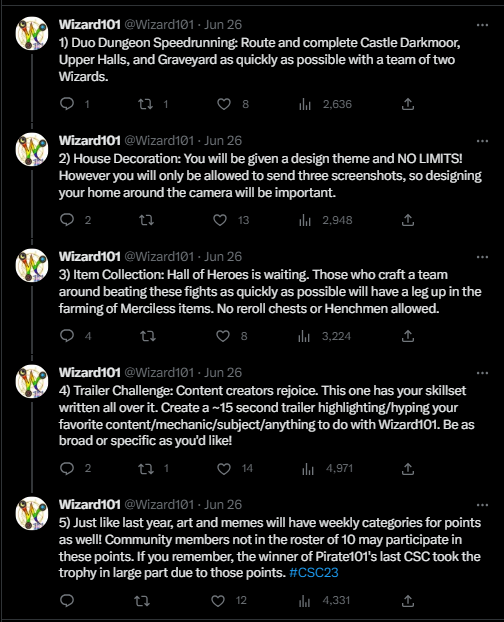 Wizard101 @Wizard101 · Jun 26
1) Duo Dungeon Speedrunning: Route and complete Castle Darkmoor,
Upper Halls, and Graveyard as quickly as possible with a team of two
Wizards.
1 1 8 2,636
Wizard101 @Wizard101 · Jun 26
2) House Decoration: You will be given a design theme and NO LIMITS!
However you will only be allowed to send three screenshots, so designing
your home around the camera will be important.
2 13 2,948
Wizard101 @Wizard101 · Jun 26
3) Item Collection: Hall of Heroes is waiting. Those who craft a team
around beating these fights as quickly as possible will have a leg up in the
farming of Merciless items. No reroll chests or Henchmen allowed.
4 8 3,224
Wizard101 @Wizard101 · Jun 26
4) Trailer Challenge: Content creators rejoice. This one has your skillset
written all over it. Create a ~15 second trailer highlighting/hyping your
favorite content/mechanic/subject/anything to do with Wizard101. Be as
broad or specific as you'd like!
2 1 14 4,971
Wizard101 @Wizard101 · Jun 26
5) Just like last year, art and memes will have weekly categories for points
as well! Community members not in the roster of 10 may participate in
these points. If you remember, the winner of Pirate101's last CSC took the
trophy in large part due to those points. #CSC23
12 4,331